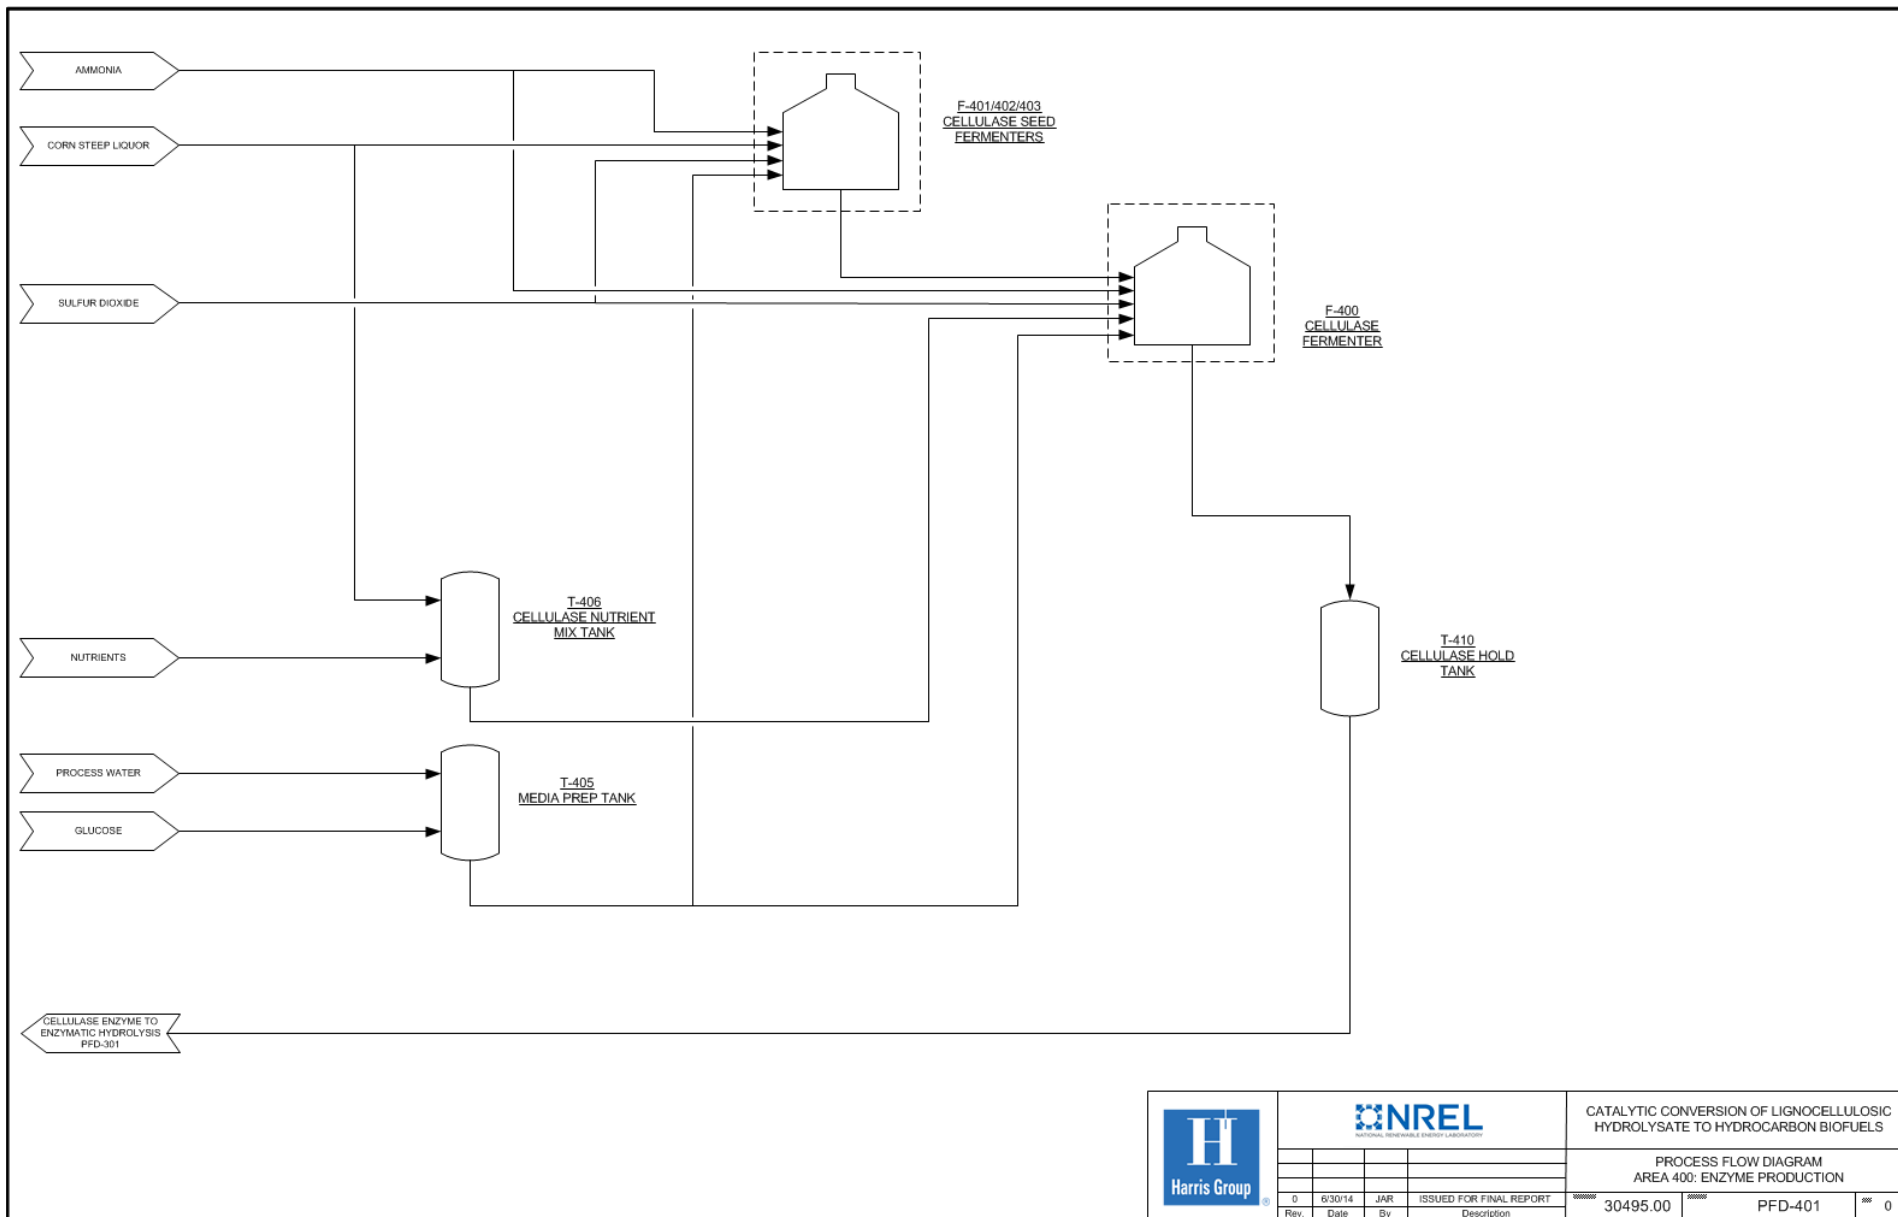 AMMONIA
CORN STEEP LIQUOR
SULFUR DIOXIDE
NUTRIENTS
PROCESS WATER
GLUCOSE
CELLULASE ENZYME TO
ENZYMATIC HYDROLYSIS
PFD-301
F-401/402/403
CELLULASE SEED
FERMENTERS
F-400
CELLULASE
FERMENTER
T-406
CELLULASE NUTRIENT
MIX TANK
T-405
MEDIA PREP TANK
T-410
CELLULASE HOLD
TANK
H
Harris Group
®
NREL
NATIONAL RENEWABLE ENERGY LABORATORY
CATALYTIC CONVERSION OF LIGNOCELLULOSIC
HYDROLYSATE TO HYDROCARBON BIOFUELS
PROCESS FLOW DIAGRAM
AREA 400: ENZYME PRODUCTION
0 6/30/14 JAR ISSUED FOR FINAL REPORT
Rev. Date By Description
30495.00 PFD-401 0